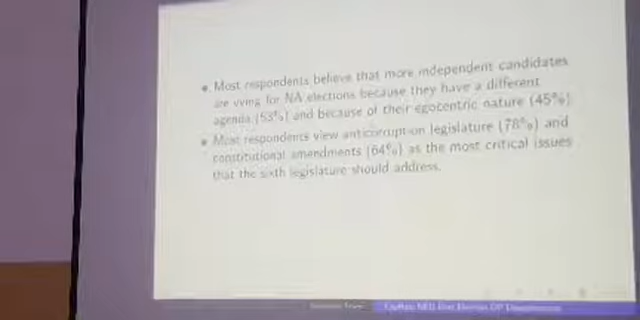 Most respondents believe that more independent candidates
are vying for NA elections because they have a different
agenda (53%) and because of their egocentric nature (45%)
Most respondents view anticorruption legislature (78%) and
constitutional amendments (64%) as the most critical issues
that the sixth legislature should address.